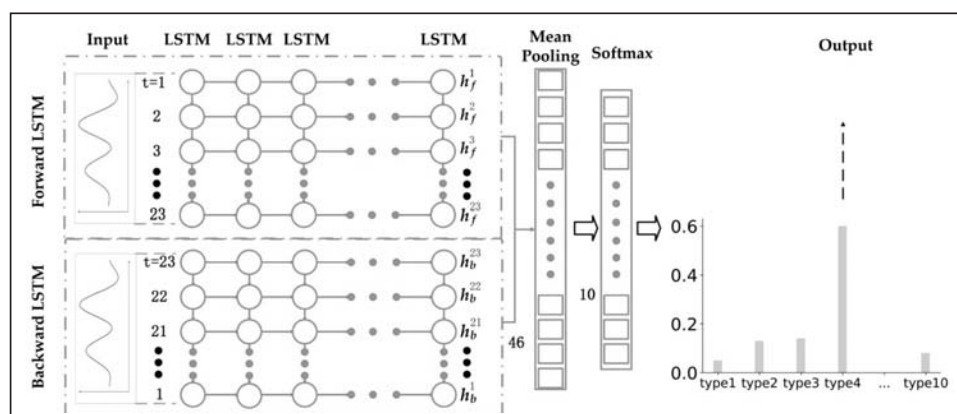 Input LSTM LSTM LSTM LSTM Mean Pooling Softmax Output
Forward LSTM
t=1
2
3
23
h_f^1
h_f^2
h_f^3
h_f^23
Backward LSTM
t=23
22
21
1
h_b^23
h_b^22
h_b^21
h_b^1
46
10
0.6
0.4
0.2
0.0
type1 type2 type3 type4 ... type10